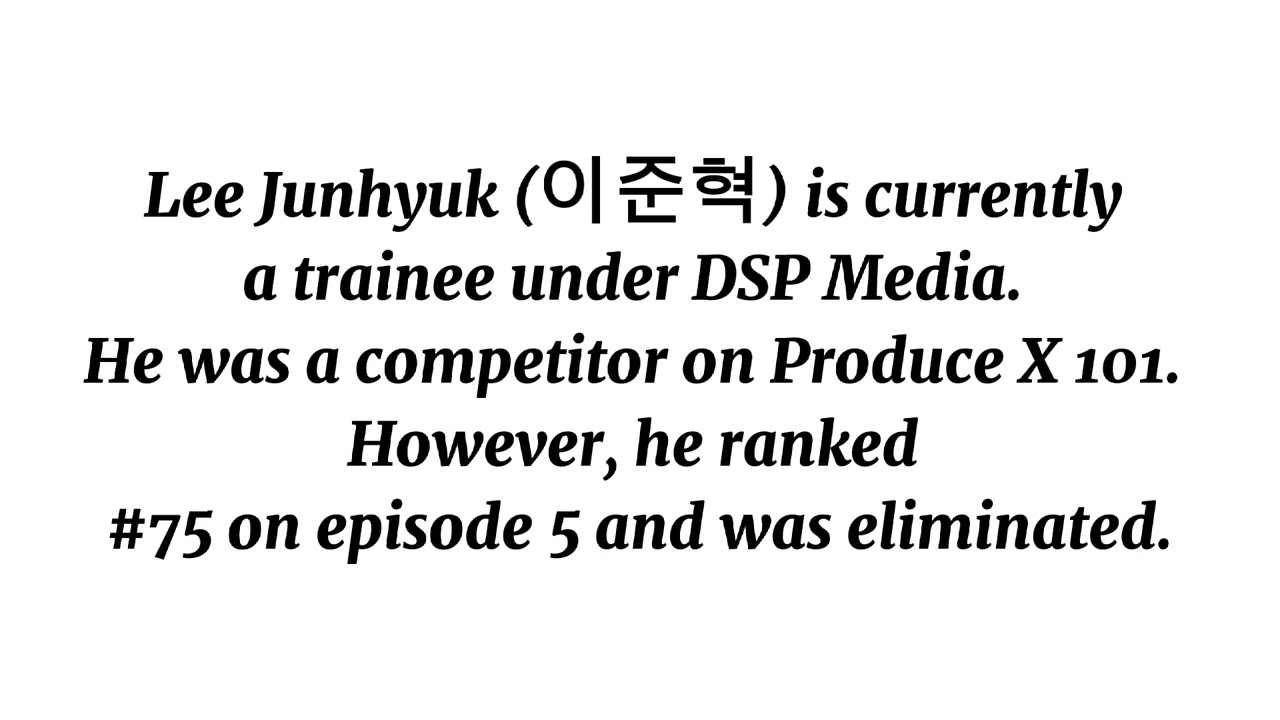 Lee Junhyuk (이준혁) is currently
a trainee under DSP Media.
He was a competitor on Produce X 101.
However, he ranked
#75 on episode 5 and was eliminated.